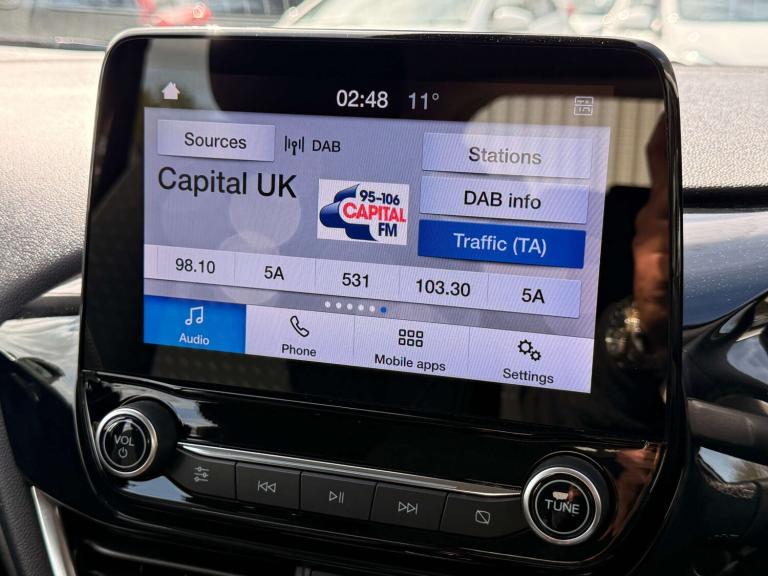 02:48 11°
Sources DAB Stations
Capital UK
95-106
CAPITAL
FM
DAB info
Traffic (TA)
98.10 5A 531 103.30 5A
Audio Phone Mobile apps Settings
VOL
TUNE